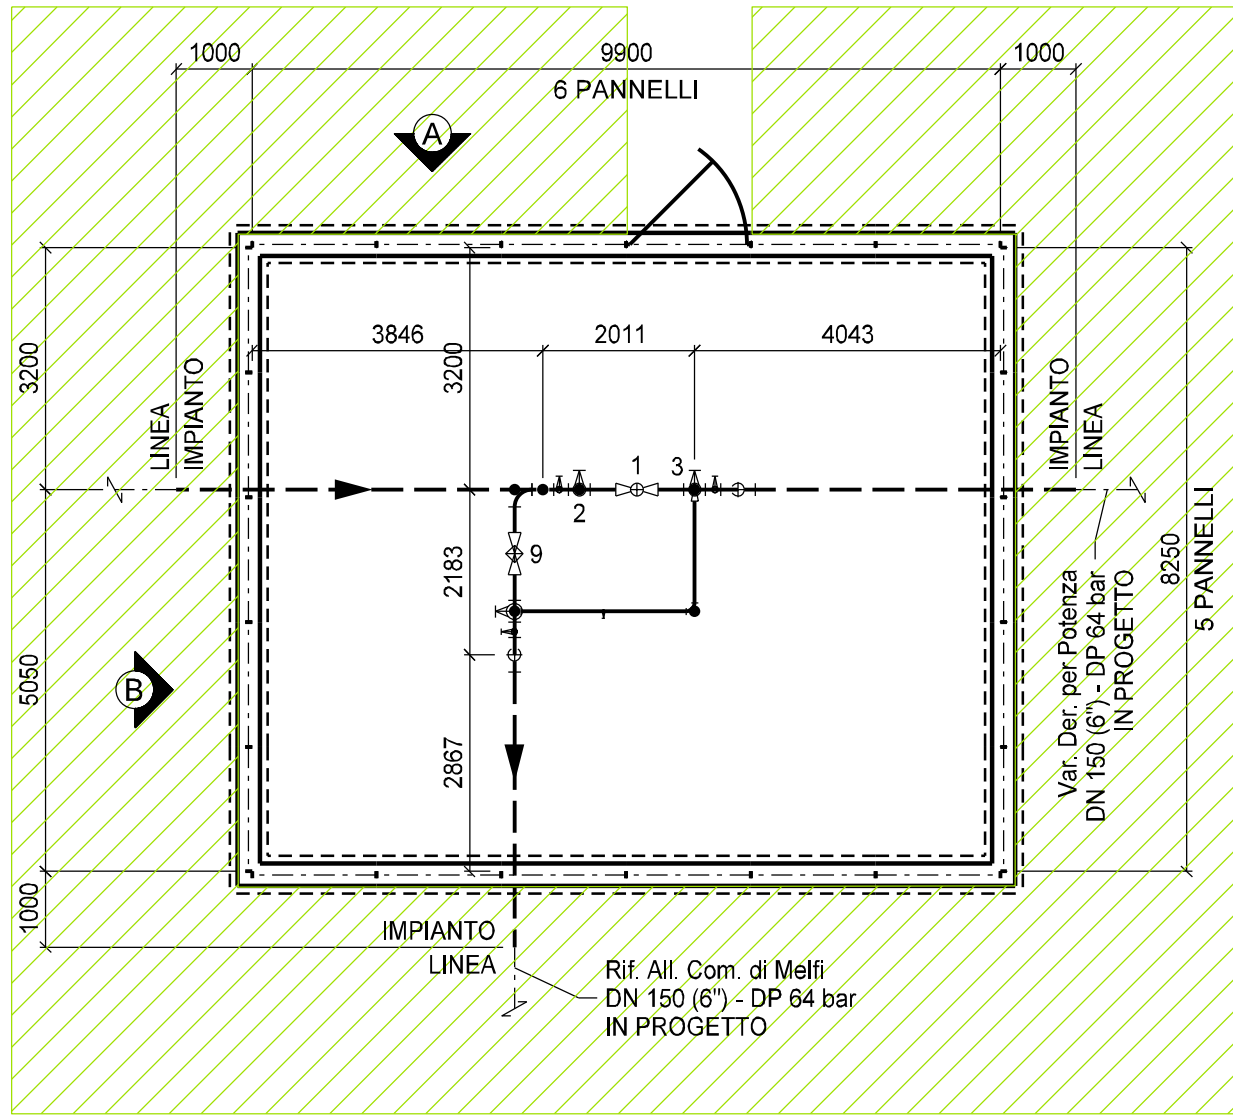 1000
9900
1000
6 PANNELLI
A
3846
2011
4043
3200
3200
LINEA
IMPIANTO
IMPIANTO
LINEA
1
3
2
9
2183
8250
5 PANNELLI
Var. Der. per Potenza
DN 150 (6") - DP 64 bar
IN PROGETTO
5050
B
2867
1000
IMPIANTO
LINEA
Rif. All. Com. di Melfi
DN 150 (6") - DP 64 bar
IN PROGETTO